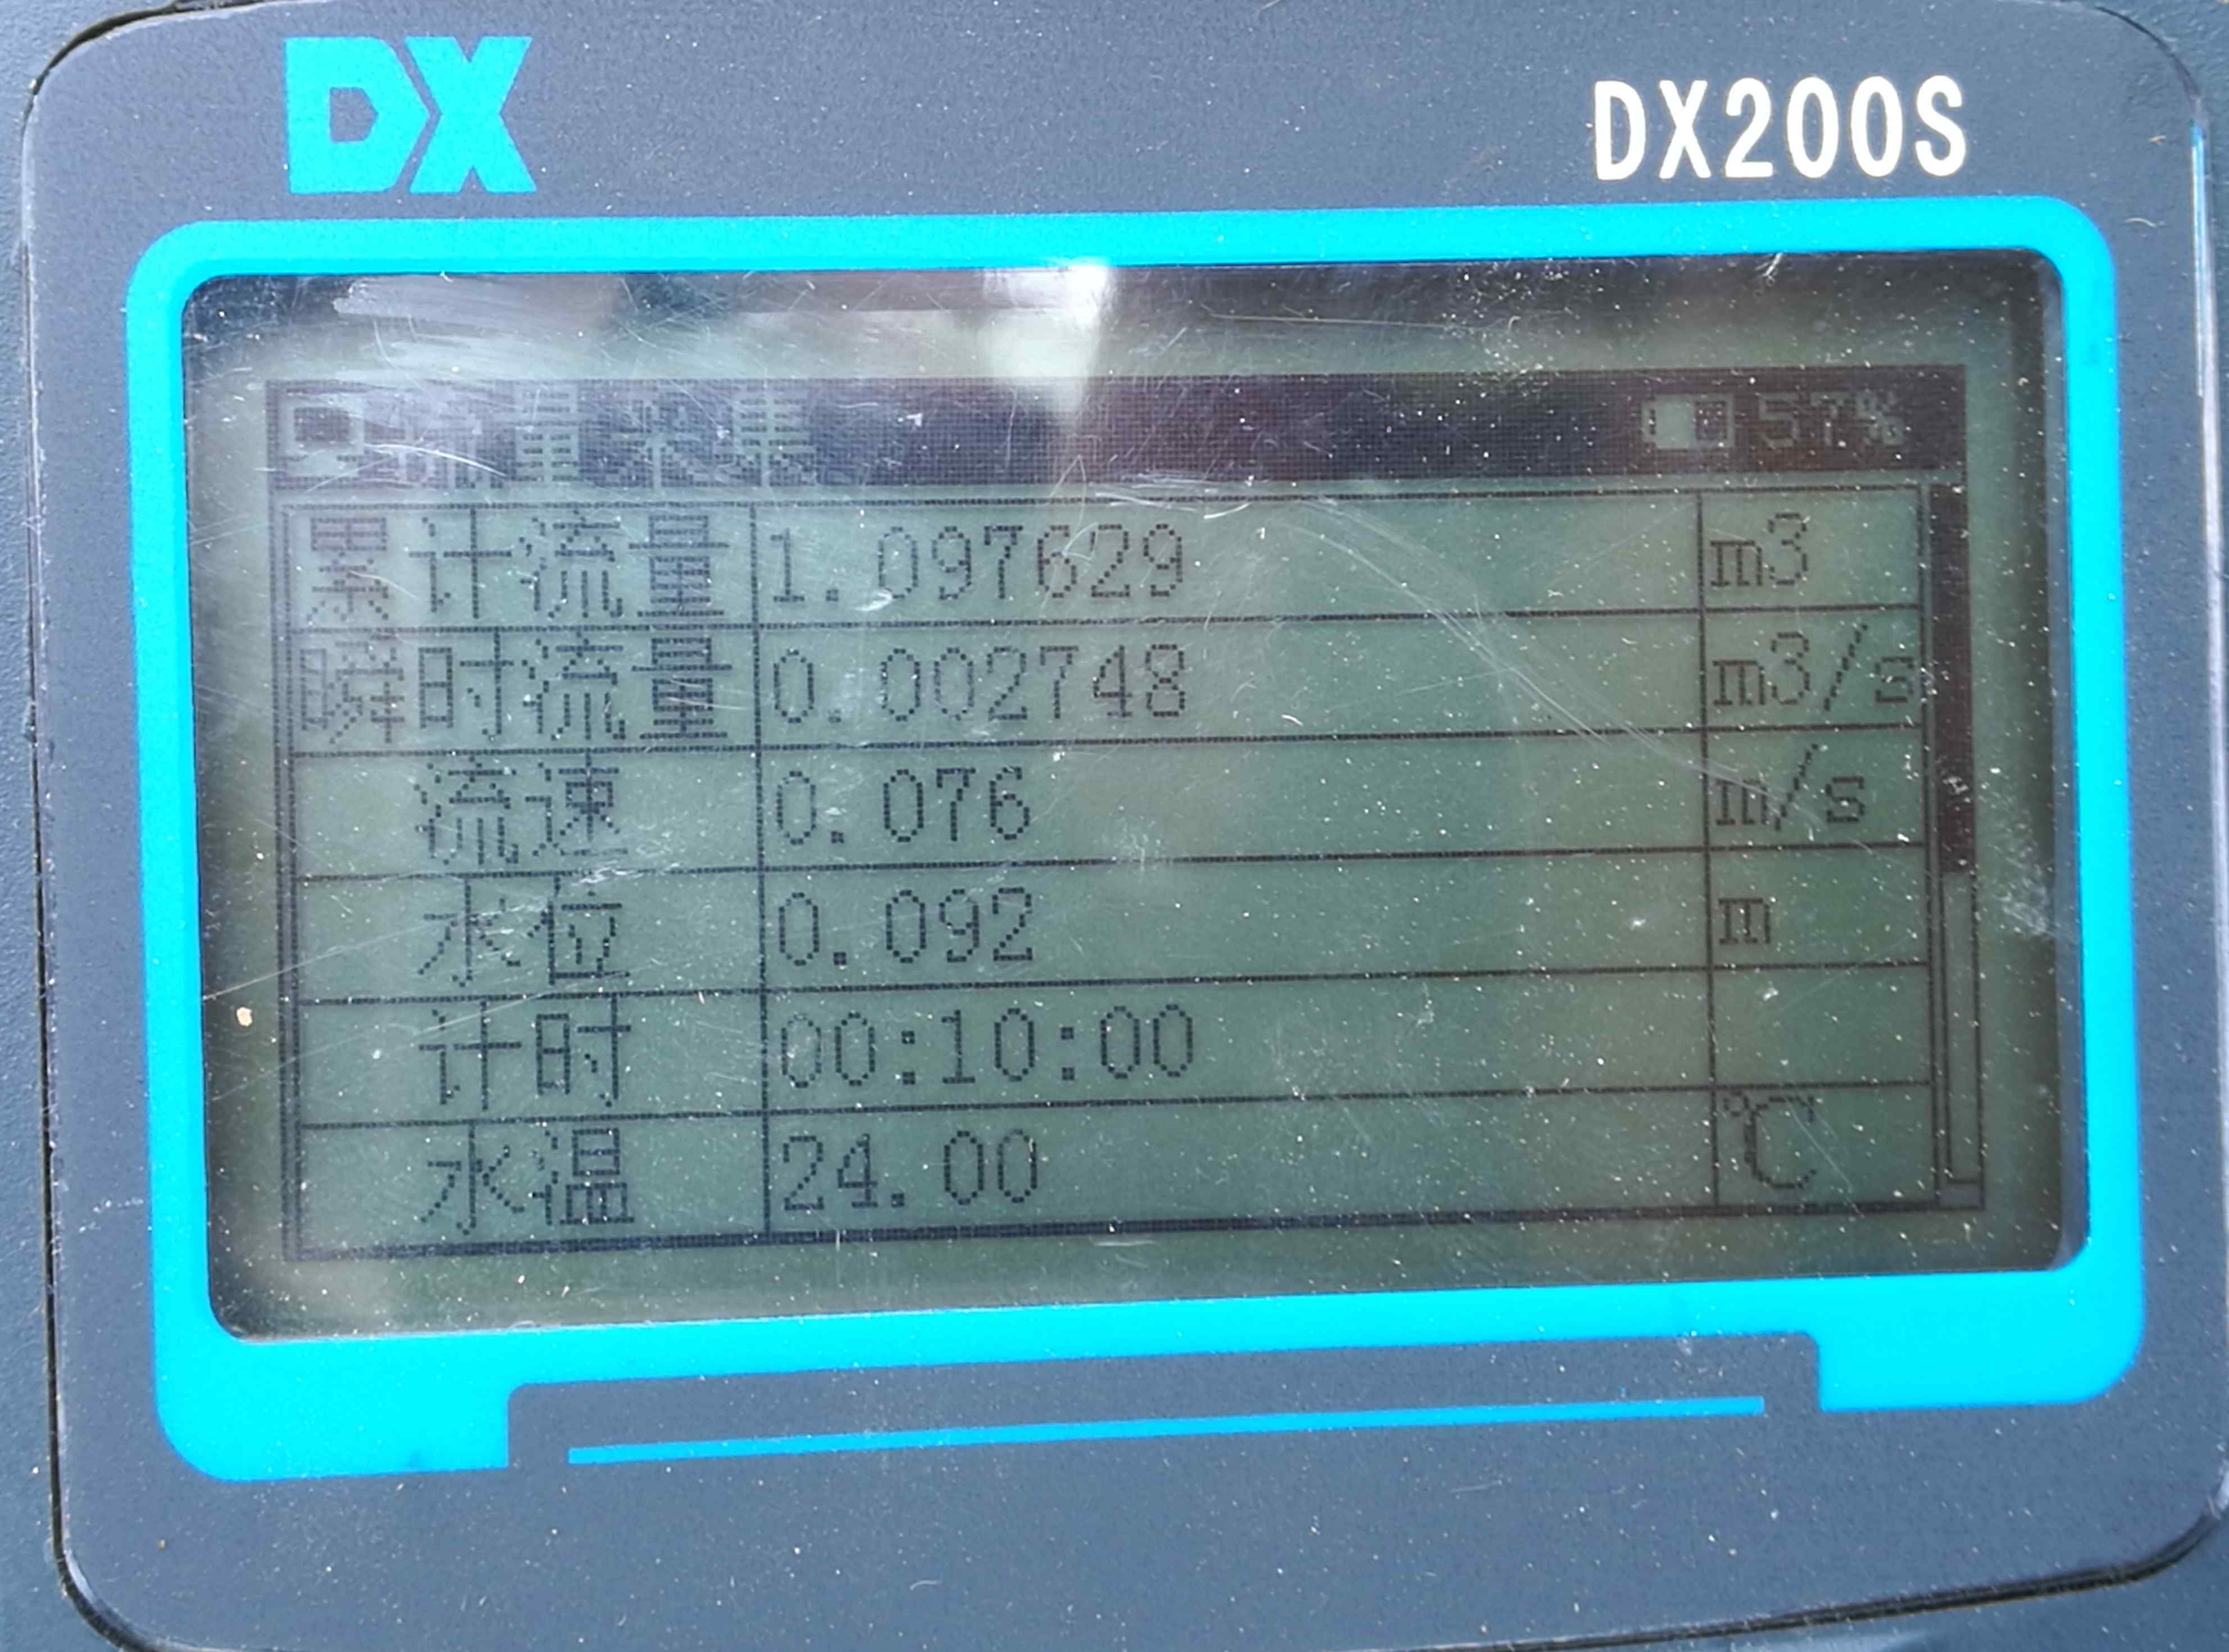 DX
DX200S
流量采集 57%
累计流量 1.097629 m3
瞬时流量 0.002748 m3/s
流速 0.076 m/s
水位 0.092 m
计时 00:10:00
水温 24.00 ℃